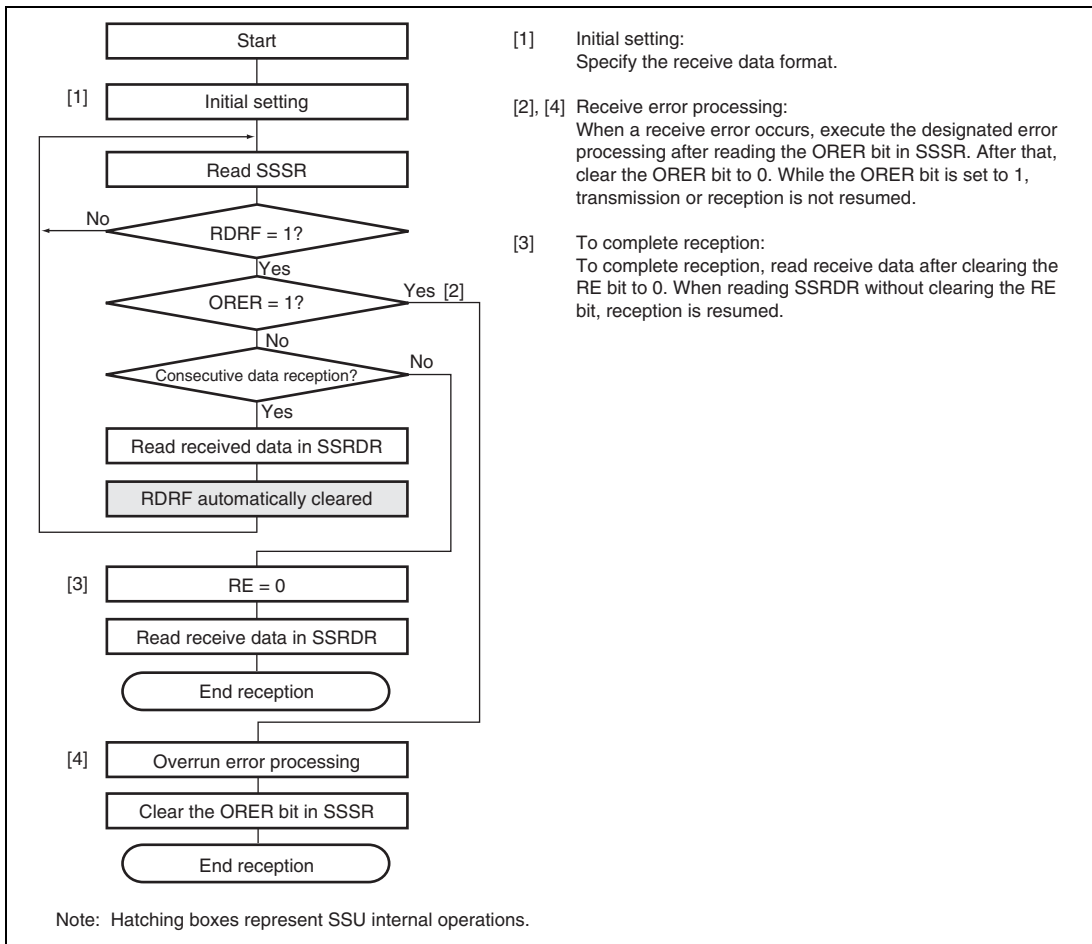 Start
[1] Initial setting
Read SSSR
No
RDRF = 1?
Yes
ORER = 1?
Yes [2]
No
Consecutive data reception?
No
Yes
Read received data in SSRDR
RDRF automatically cleared
[3] RE = 0
Read receive data in SSRDR
End reception
[4] Overrun error processing
Clear the ORER bit in SSSR
End reception
[1] Initial setting:
Specify the receive data format.
[2], [4] Receive error processing:
When a receive error occurs, execute the designated error
processing after reading the ORER bit in SSSR. After that,
clear the ORER bit to 0. While the ORER bit is set to 1,
transmission or reception is not resumed.
[3] To complete reception:
To complete reception, read receive data after clearing the
RE bit to 0. When reading SSRDR without clearing the RE
bit, reception is resumed.
Note: Hatching boxes represent SSU internal operations.